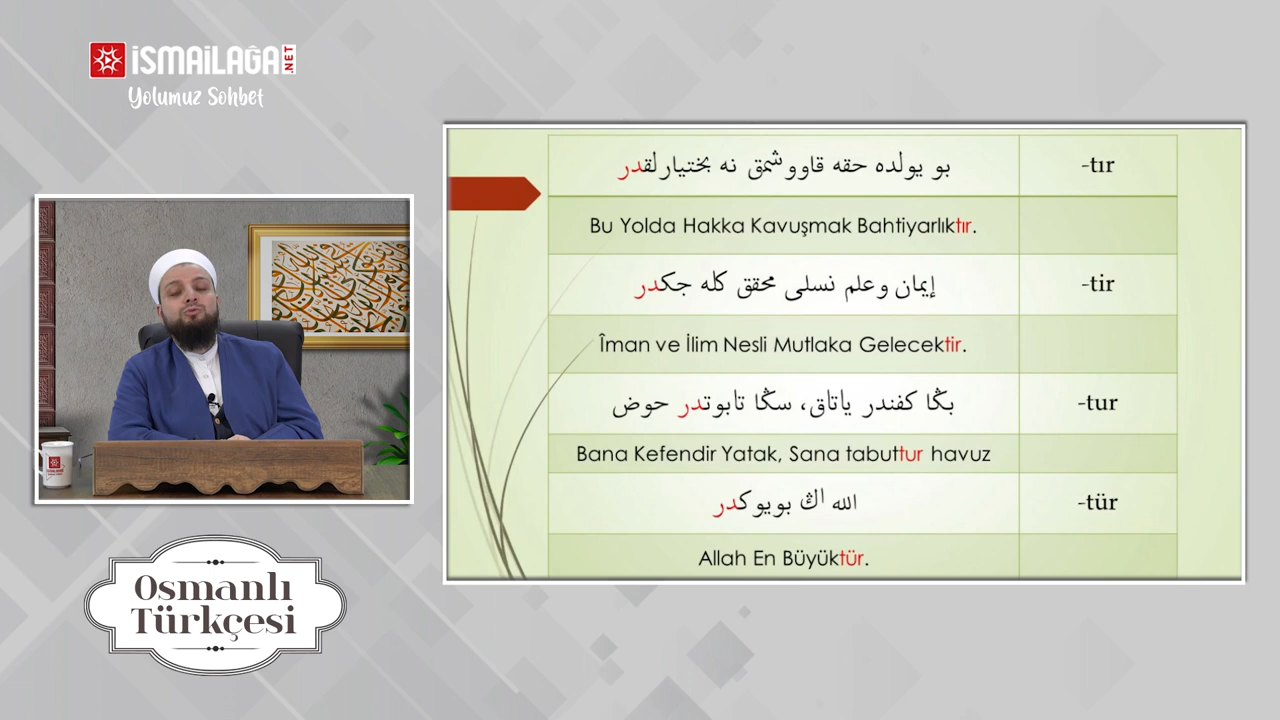 İSMAİLAĞA.NET
Yolumuz Sohbet
بو يولده حقه قاووشمق نه بختيارلقدر
-tır
Bu Yolda Hakka Kavuşmak Bahtiyarlıktır.
إيمان وعلم نسلى محقق كله جكدر
-tir
Îman ve İlim Nesli Mutlaka Gelecektir.
بڭا كفندر ياتاق، سڭا تابوتدر حوض
-tur
Bana Kefendir Yatak, Sana tabuttur havuz
الله اڭ بويوكدر
-tür
Allah En Büyüktür.
Osmanlı
Türkçesi